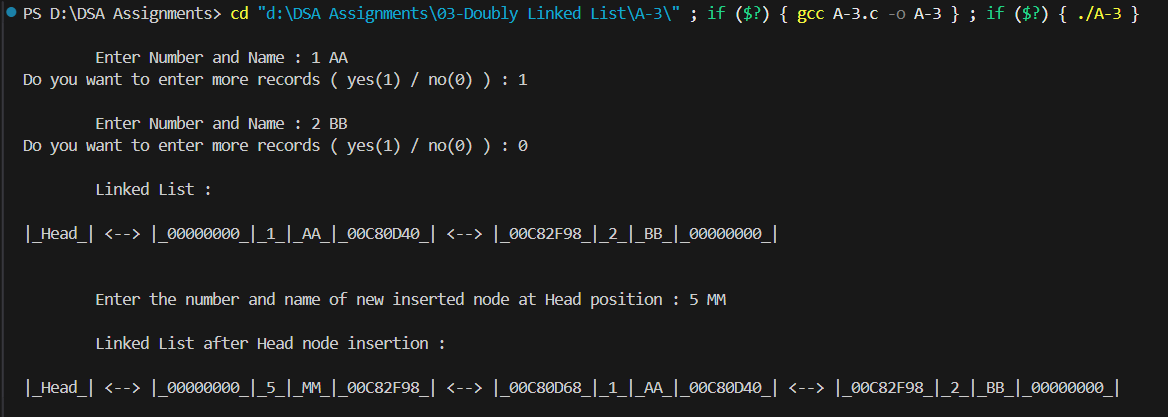 PS D:\DSA Assignments> cd "d:\DSA Assignments\03-Doubly Linked List\A-3\" ; if ($?) { gcc A-3.c -o A-3 } ; if ($?) { ./A-3 }
Enter Number and Name : 1 AA
Do you want to enter more records ( yes(1) / no(0) ) : 1
Enter Number and Name : 2 BB
Do you want to enter more records ( yes(1) / no(0) ) : 0
Linked List :
|_Head_| <--> |_00000000_|_1_|_AA_|_00C80D40_| <--> |_00C82F98_|_2_|_BB_|_00000000_|
Enter the number and name of new inserted node at Head position : 5 MM
Linked List after Head node insertion :
|_Head_| <--> |_00000000_|_5_|_MM_|_00C82F98_| <--> |_00C80D68_|_1_|_AA_|_00C80D40_| <--> |_00C82F98_|_2_|_BB_|_00000000_|